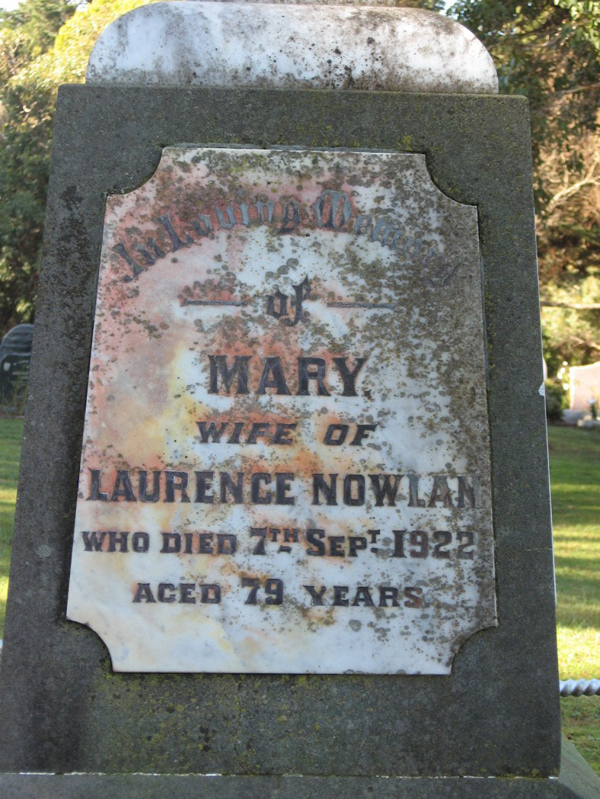 In Loving Memory
of
MARY
WIFE OF
LAURENCE NOWLAN
WHO DIED 7TH SEPT. 1922
AGED 79 YEARS